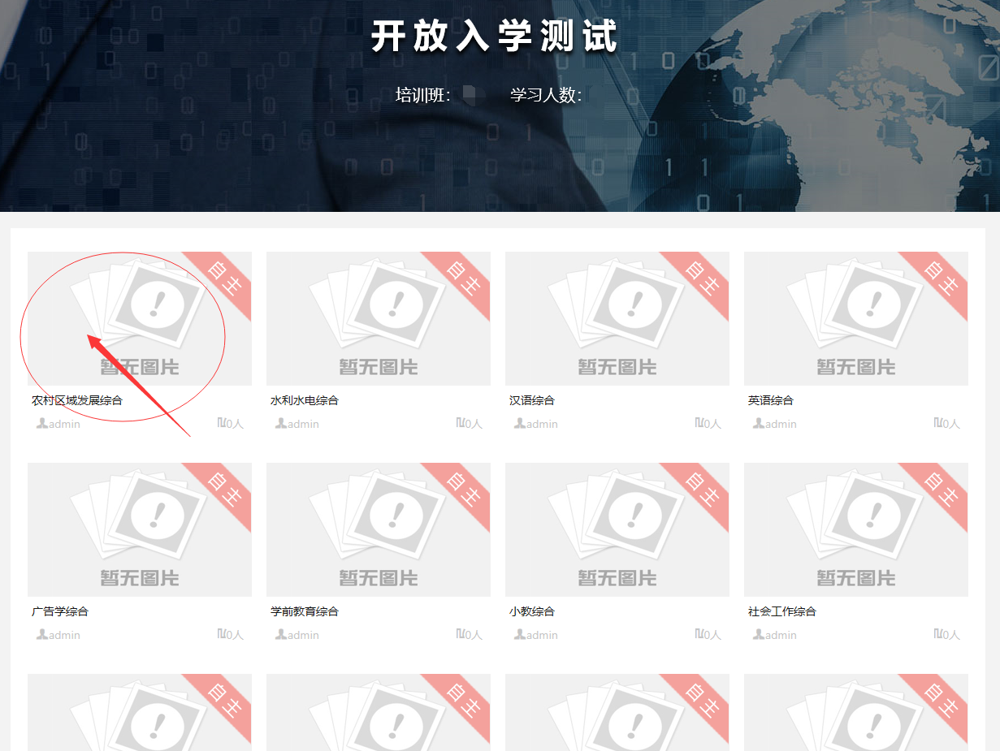 开放入学测试
培训班： 学习人数：
自主 自主 自主 自主
暂无图片 暂无图片 暂无图片 暂无图片
农村区域发展综合 水利水电综合 汉语综合 英语综合
admin 0人 admin 0人 admin 0人 admin 0人
自主 自主 自主 自主
暂无图片 暂无图片 暂无图片 暂无图片
广告学综合 学前教育综合 小教综合 社会工作综合
admin 0人 admin 0人 admin 0人 admin 0人
自主 自主 自主 自主